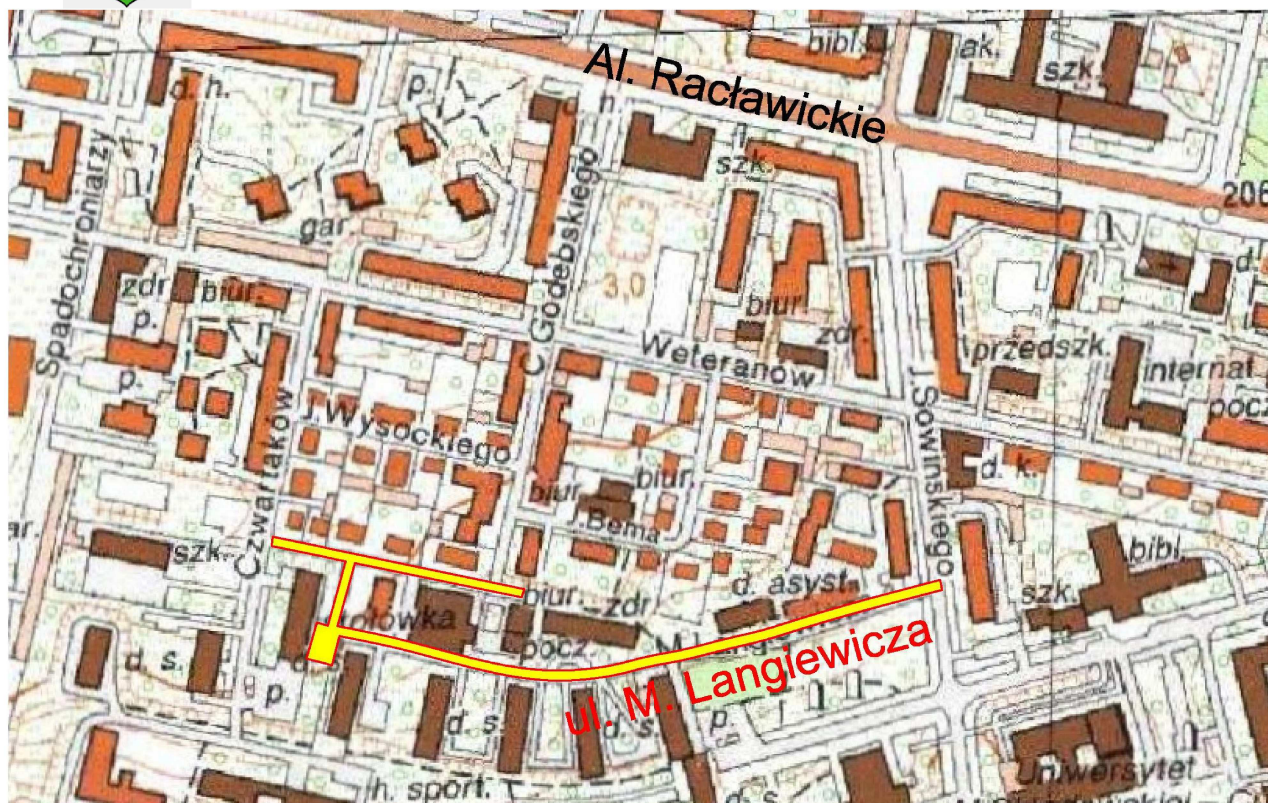 bibl.
ak.
szk.
Al. Racławickie
d. h.
p.
d. h.
szk.
206
Spadochroniarzy
gar
C Godebskiego
3,0
zdr.
biur.
p.
biur.
zdr.
d.
Weteranów
przedszk.
internat
pocz
p.
J. Wysockiego
J. Sowińskiego
Czwartaków
d. k.
biur.
biur.
J. Bema
szk.
bibl.
d. asyst.
szk.
biur.
zdr
pocz.
ul. M. Langiewicza
d. s.
p.
d. s.
d. s.
p.
h. sport.
d. s.
Uniwersytet